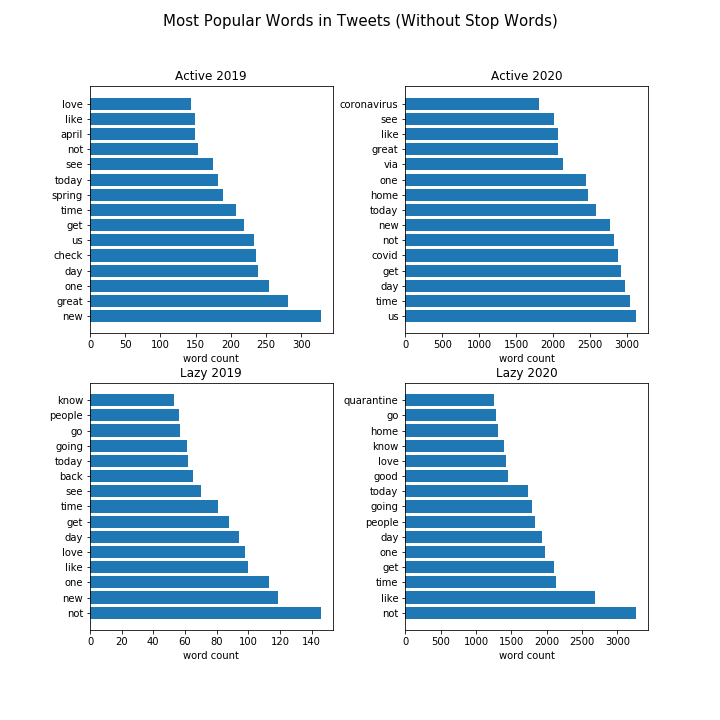 Most Popular Words in Tweets (Without Stop Words)
Active 2019
love
like
april
not
see
today
spring
time
get
us
check
day
one
great
new
0 50 100 150 200 250 300
word count
Active 2020
coronavirus
see
like
great
via
one
home
today
new
not
covid
get
day
time
us
0 500 1000 1500 2000 2500 3000
word count
Lazy 2019
know
people
go
going
today
back
see
time
get
day
love
like
one
new
not
0 20 40 60 80 100 120 140
word count
Lazy 2020
quarantine
go
home
know
love
good
today
going
people
day
one
get
time
like
not
0 500 1000 1500 2000 2500 3000
word count